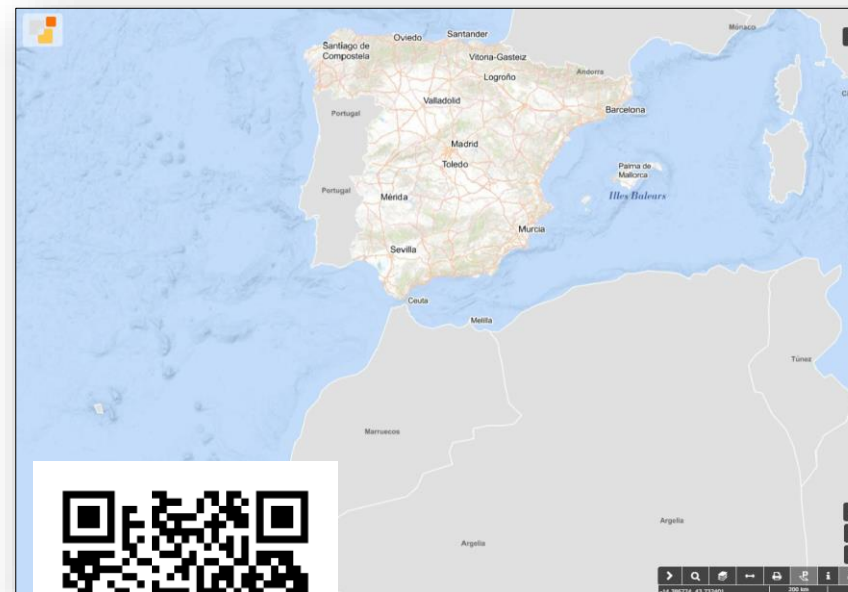 Mónaco
Oviedo
Santander
Santiago de
Compostela
Vitoria-Gasteiz
Logroño
Andorra
Valladolid
Barcelona
Portugal
Madrid
Toledo
Palma de
Mallorca
Portugal
Mérida
Illes Balears
Murcia
Sevilla
Ceuta
Melilla
Túnez
Marruecos
Argelia
Argelia
200 km